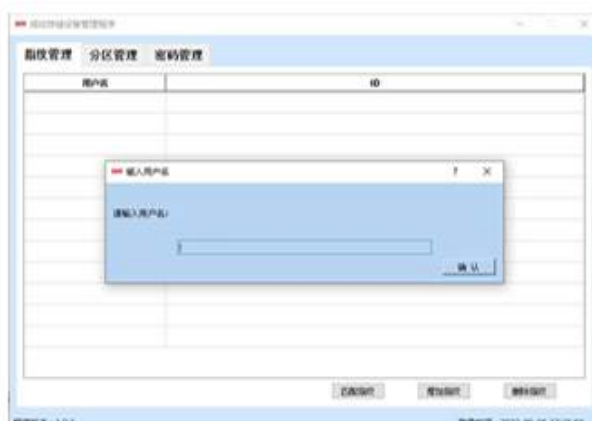 指纹管理 分区管理 密码管理
用户名 ID
输入用户名
请输入用户名:
确认
匹配指纹 增加指纹 删除指纹